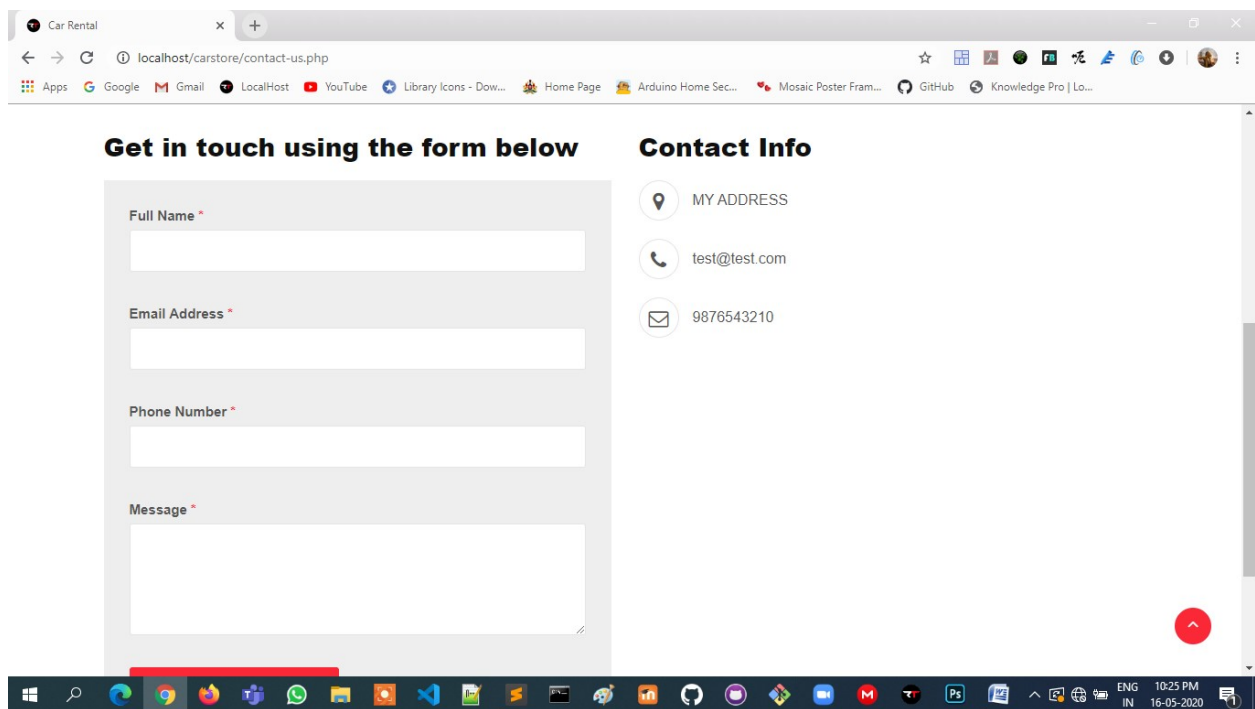 Car Rental
localhost/carstore/contact-us.php
Apps Google Gmail LocalHost YouTube Library Icons - Dow... Home Page Arduino Home Sec... Mosaic Poster Fram... GitHub Knowledge Pro | Lo...
Get in touch using the form below
Full Name *
Email Address *
Phone Number *
Message *
Contact Info
MY ADDRESS
test@test.com
9876543210
ENG
IN
10:25 PM
16-05-2020